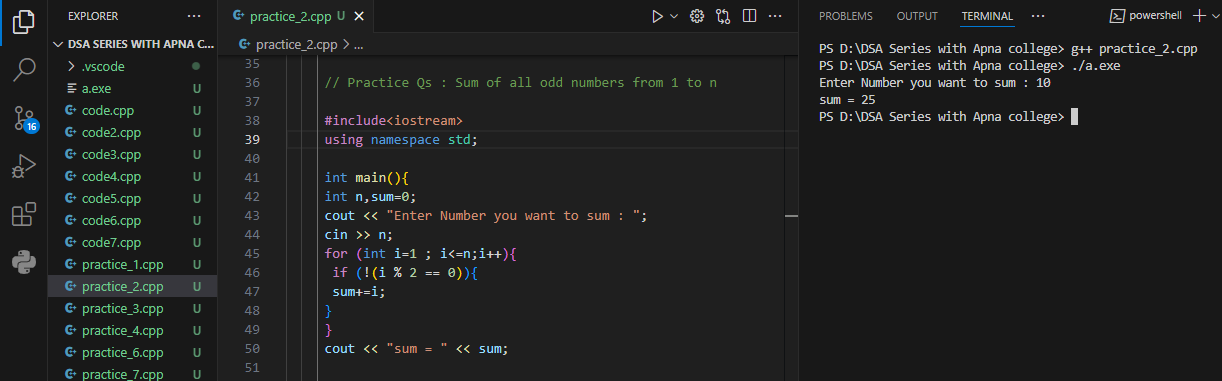 EXPLORER ...
DSA SERIES WITH APNA C...
.vscode
a.exe U
code.cpp U
code2.cpp U
code3.cpp U
code4.cpp U
code5.cpp U
code6.cpp U
code7.cpp U
practice_1.cpp U
practice_2.cpp U
practice_3.cpp U
practice_4.cpp U
practice_6.cpp U
practice_7.cpp U
16
practice_2.cpp U
practice_2.cpp > ...
35
36 // Practice Qs : Sum of all odd numbers from 1 to n
37
38 #include<iostream>
39 using namespace std;
40
41 int main(){
42 int n,sum=0;
43 cout << "Enter Number you want to sum : ";
44 cin >> n;
45 for (int i=1 ; i<=n;i++){
46 if (!(i % 2 == 0)){
47 sum+=i;
48 }
49 }
50 cout << "sum = " << sum;
51
PROBLEMS OUTPUT TERMINAL ... powershell
PS D:\DSA Series with Apna college> g++ practice_2.cpp
PS D:\DSA Series with Apna college> ./a.exe
Enter Number you want to sum : 10
sum = 25
PS D:\DSA Series with Apna college>